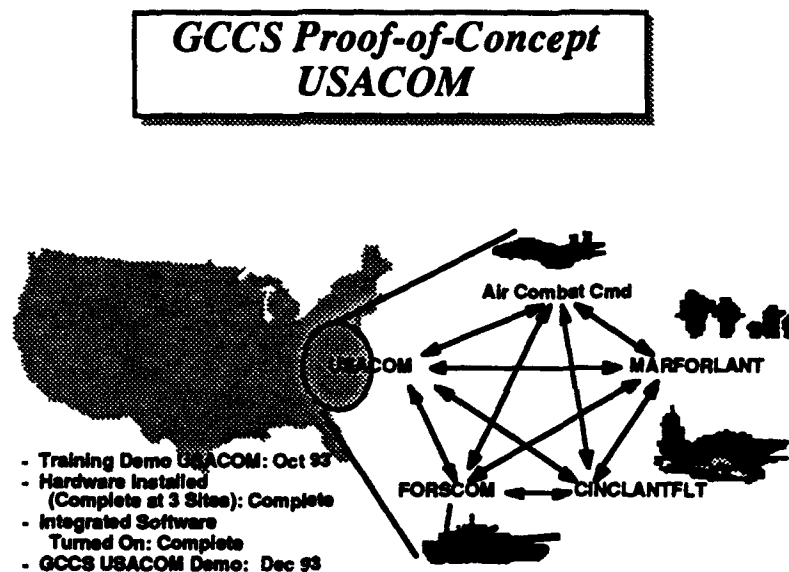 GCCS Proof-of-Concept
USACOM
Air Combat Cmd
USACOM
MARFORLANT
FORSCOM
CINCLANTFLT
- Training Demo USACOM: Oct 93
- Hardware Installed
(Complete at 3 Sites): Complete
- Integrated Software
Turned On: Complete
- GCCS USACOM Demo: Dec 93